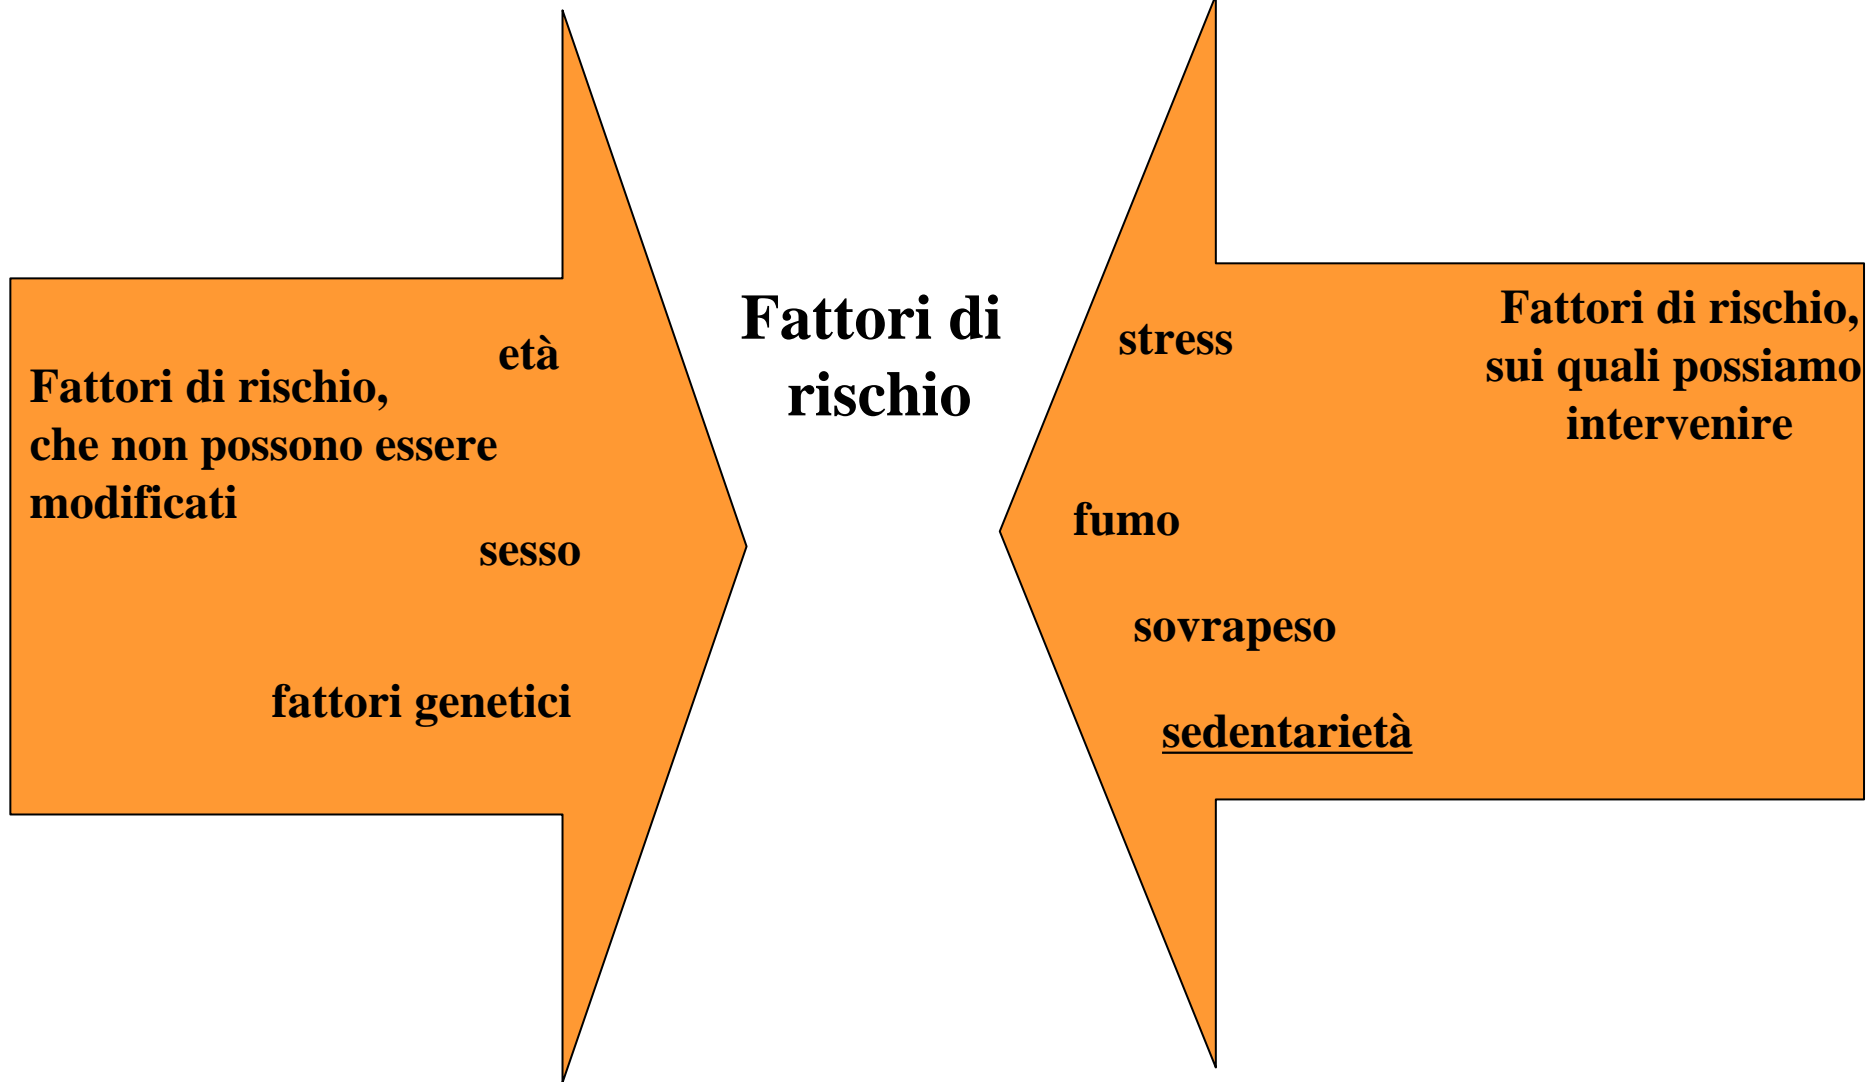 Fattori di
rischio
Fattori di rischio,
che non possono essere
modificati
età
sesso
fattori genetici
stress
fumo
sovrapeso
sedentarietà
Fattori di rischio,
sui quali possiamo
intervenire